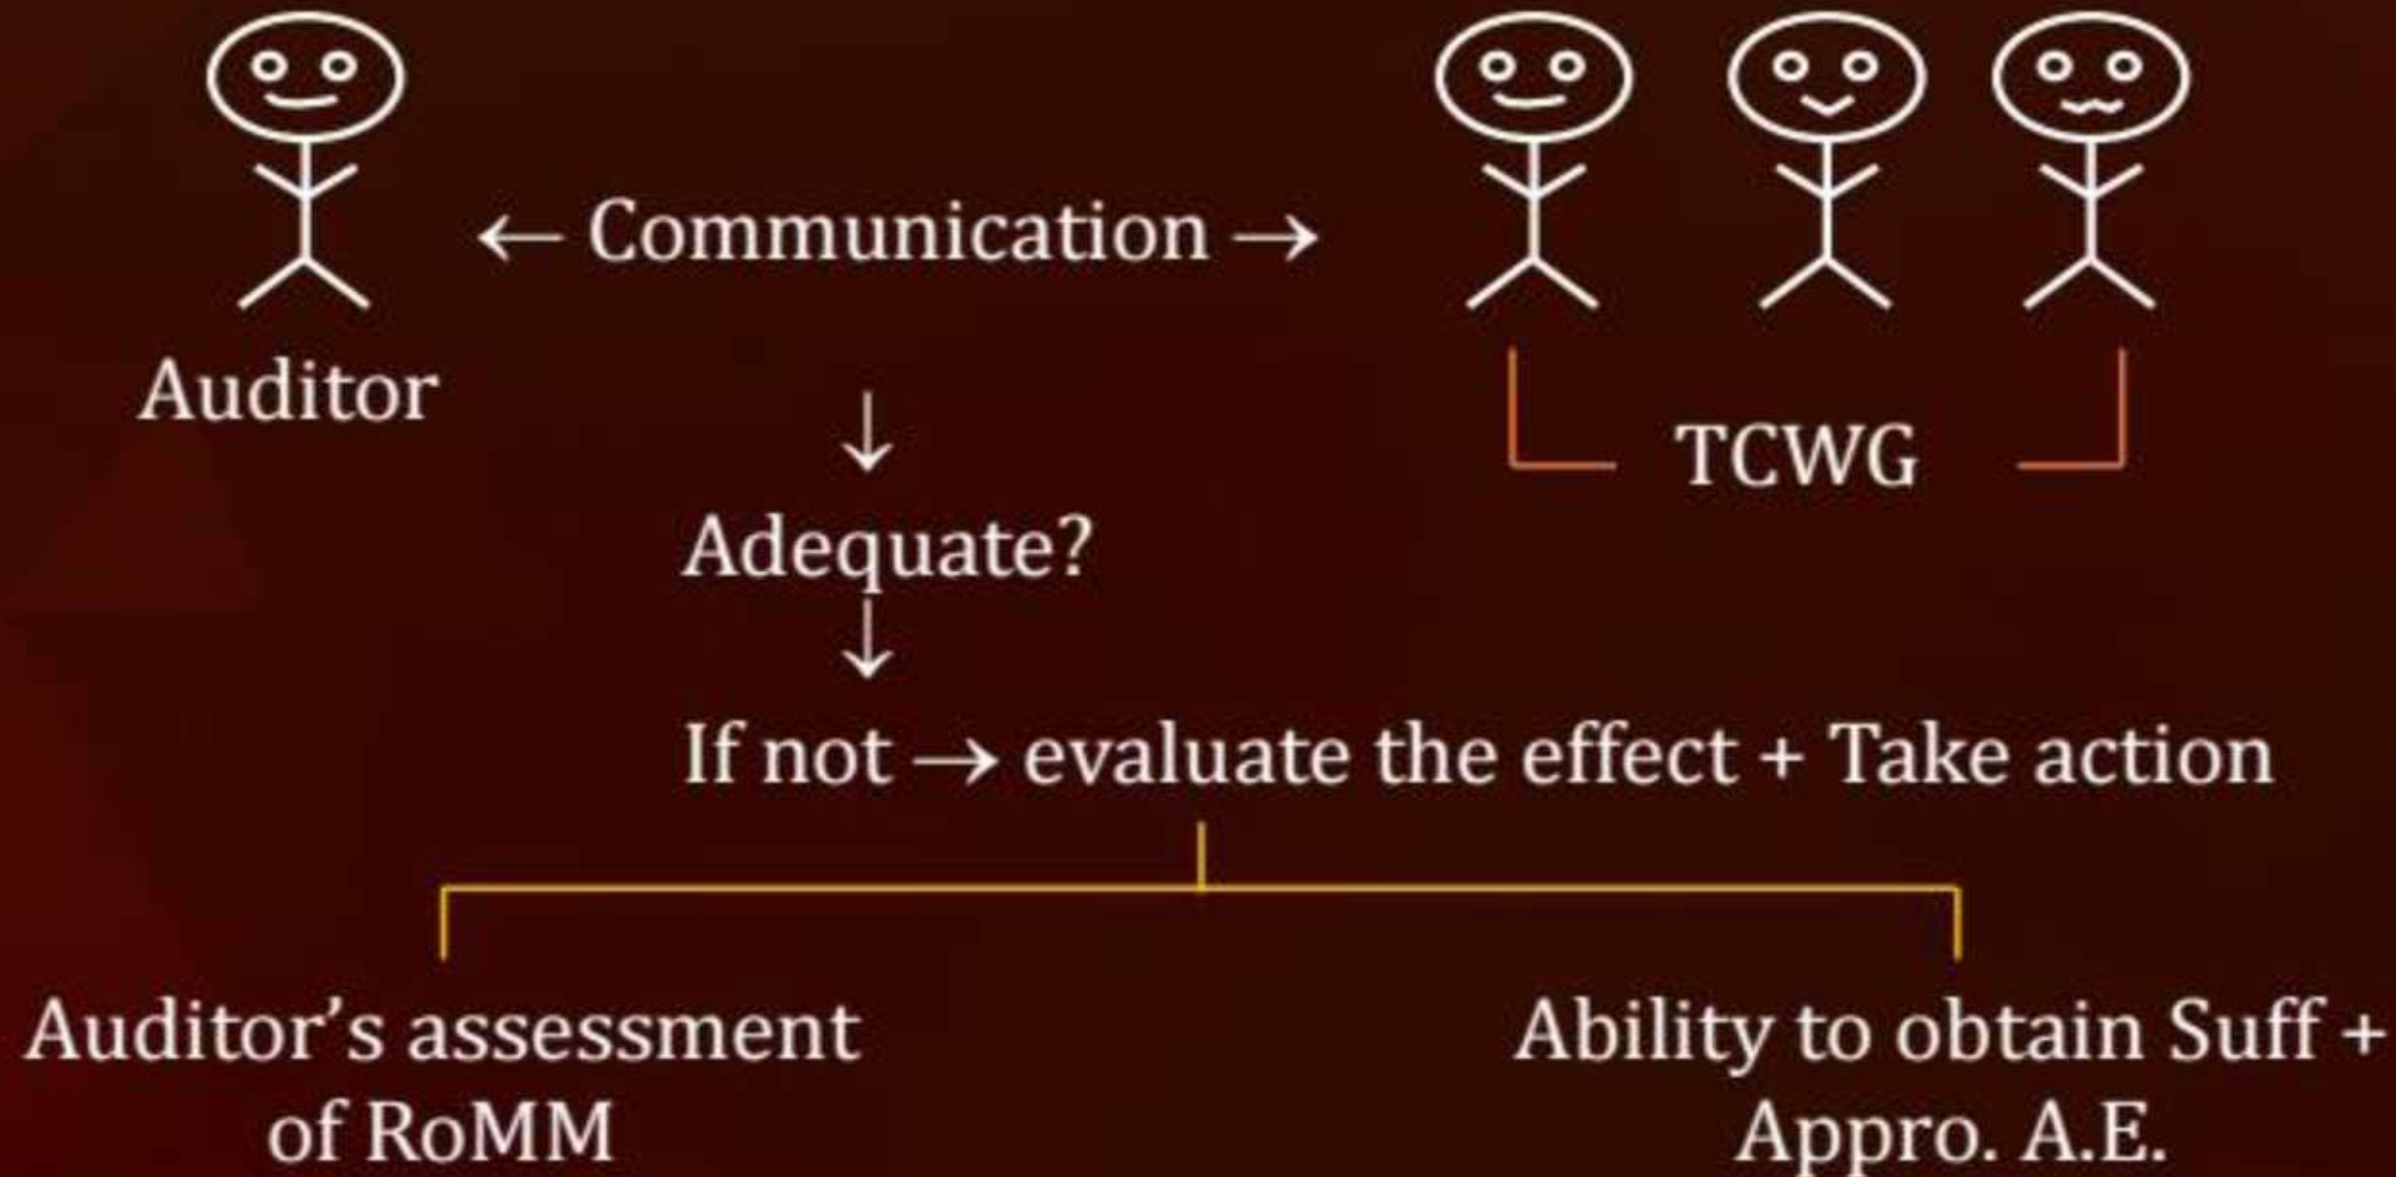 ← Communication →
Auditor
TCWG
↓
Adequate?
↓
If not → evaluate the effect + Take action
Auditor’s assessment
of RoMM
Ability to obtain Suff +
Appro. A.E.